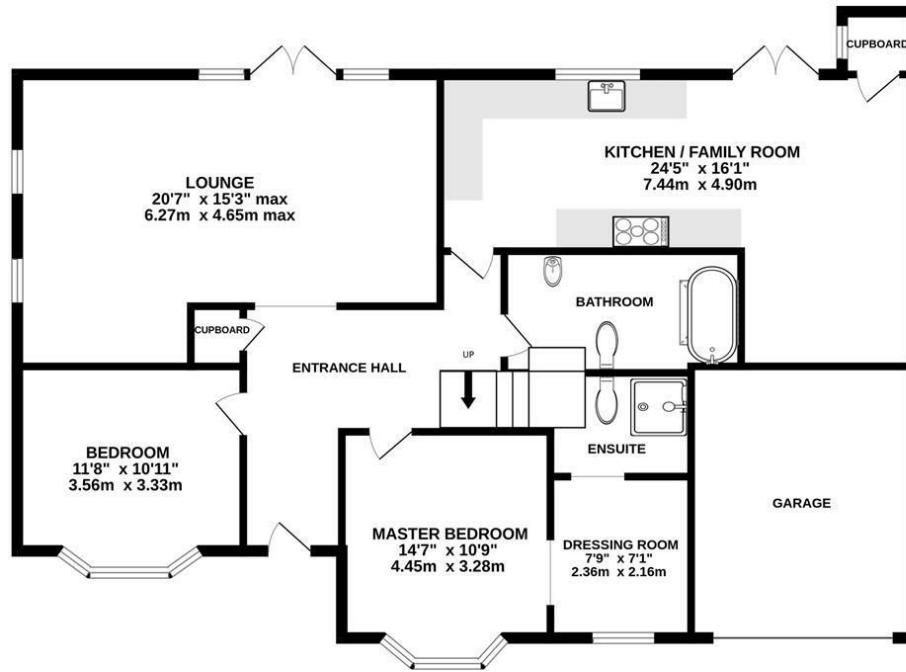 CUPBOARD
LOUNGE
20'7" x 15'3" max
6.27m x 4.65m max
KITCHEN / FAMILY ROOM
24'5" x 16'1"
7.44m x 4.90m
BATHROOM
CUPBOARD
UP
ENTRANCE HALL
BEDROOM
11'8" x 10'11"
3.56m x 3.33m
ENSUITE
GARAGE
MASTER BEDROOM
14'7" x 10'9"
4.45m x 3.28m
DRESSING ROOM
7'9" x 7'1"
2.36m x 2.16m